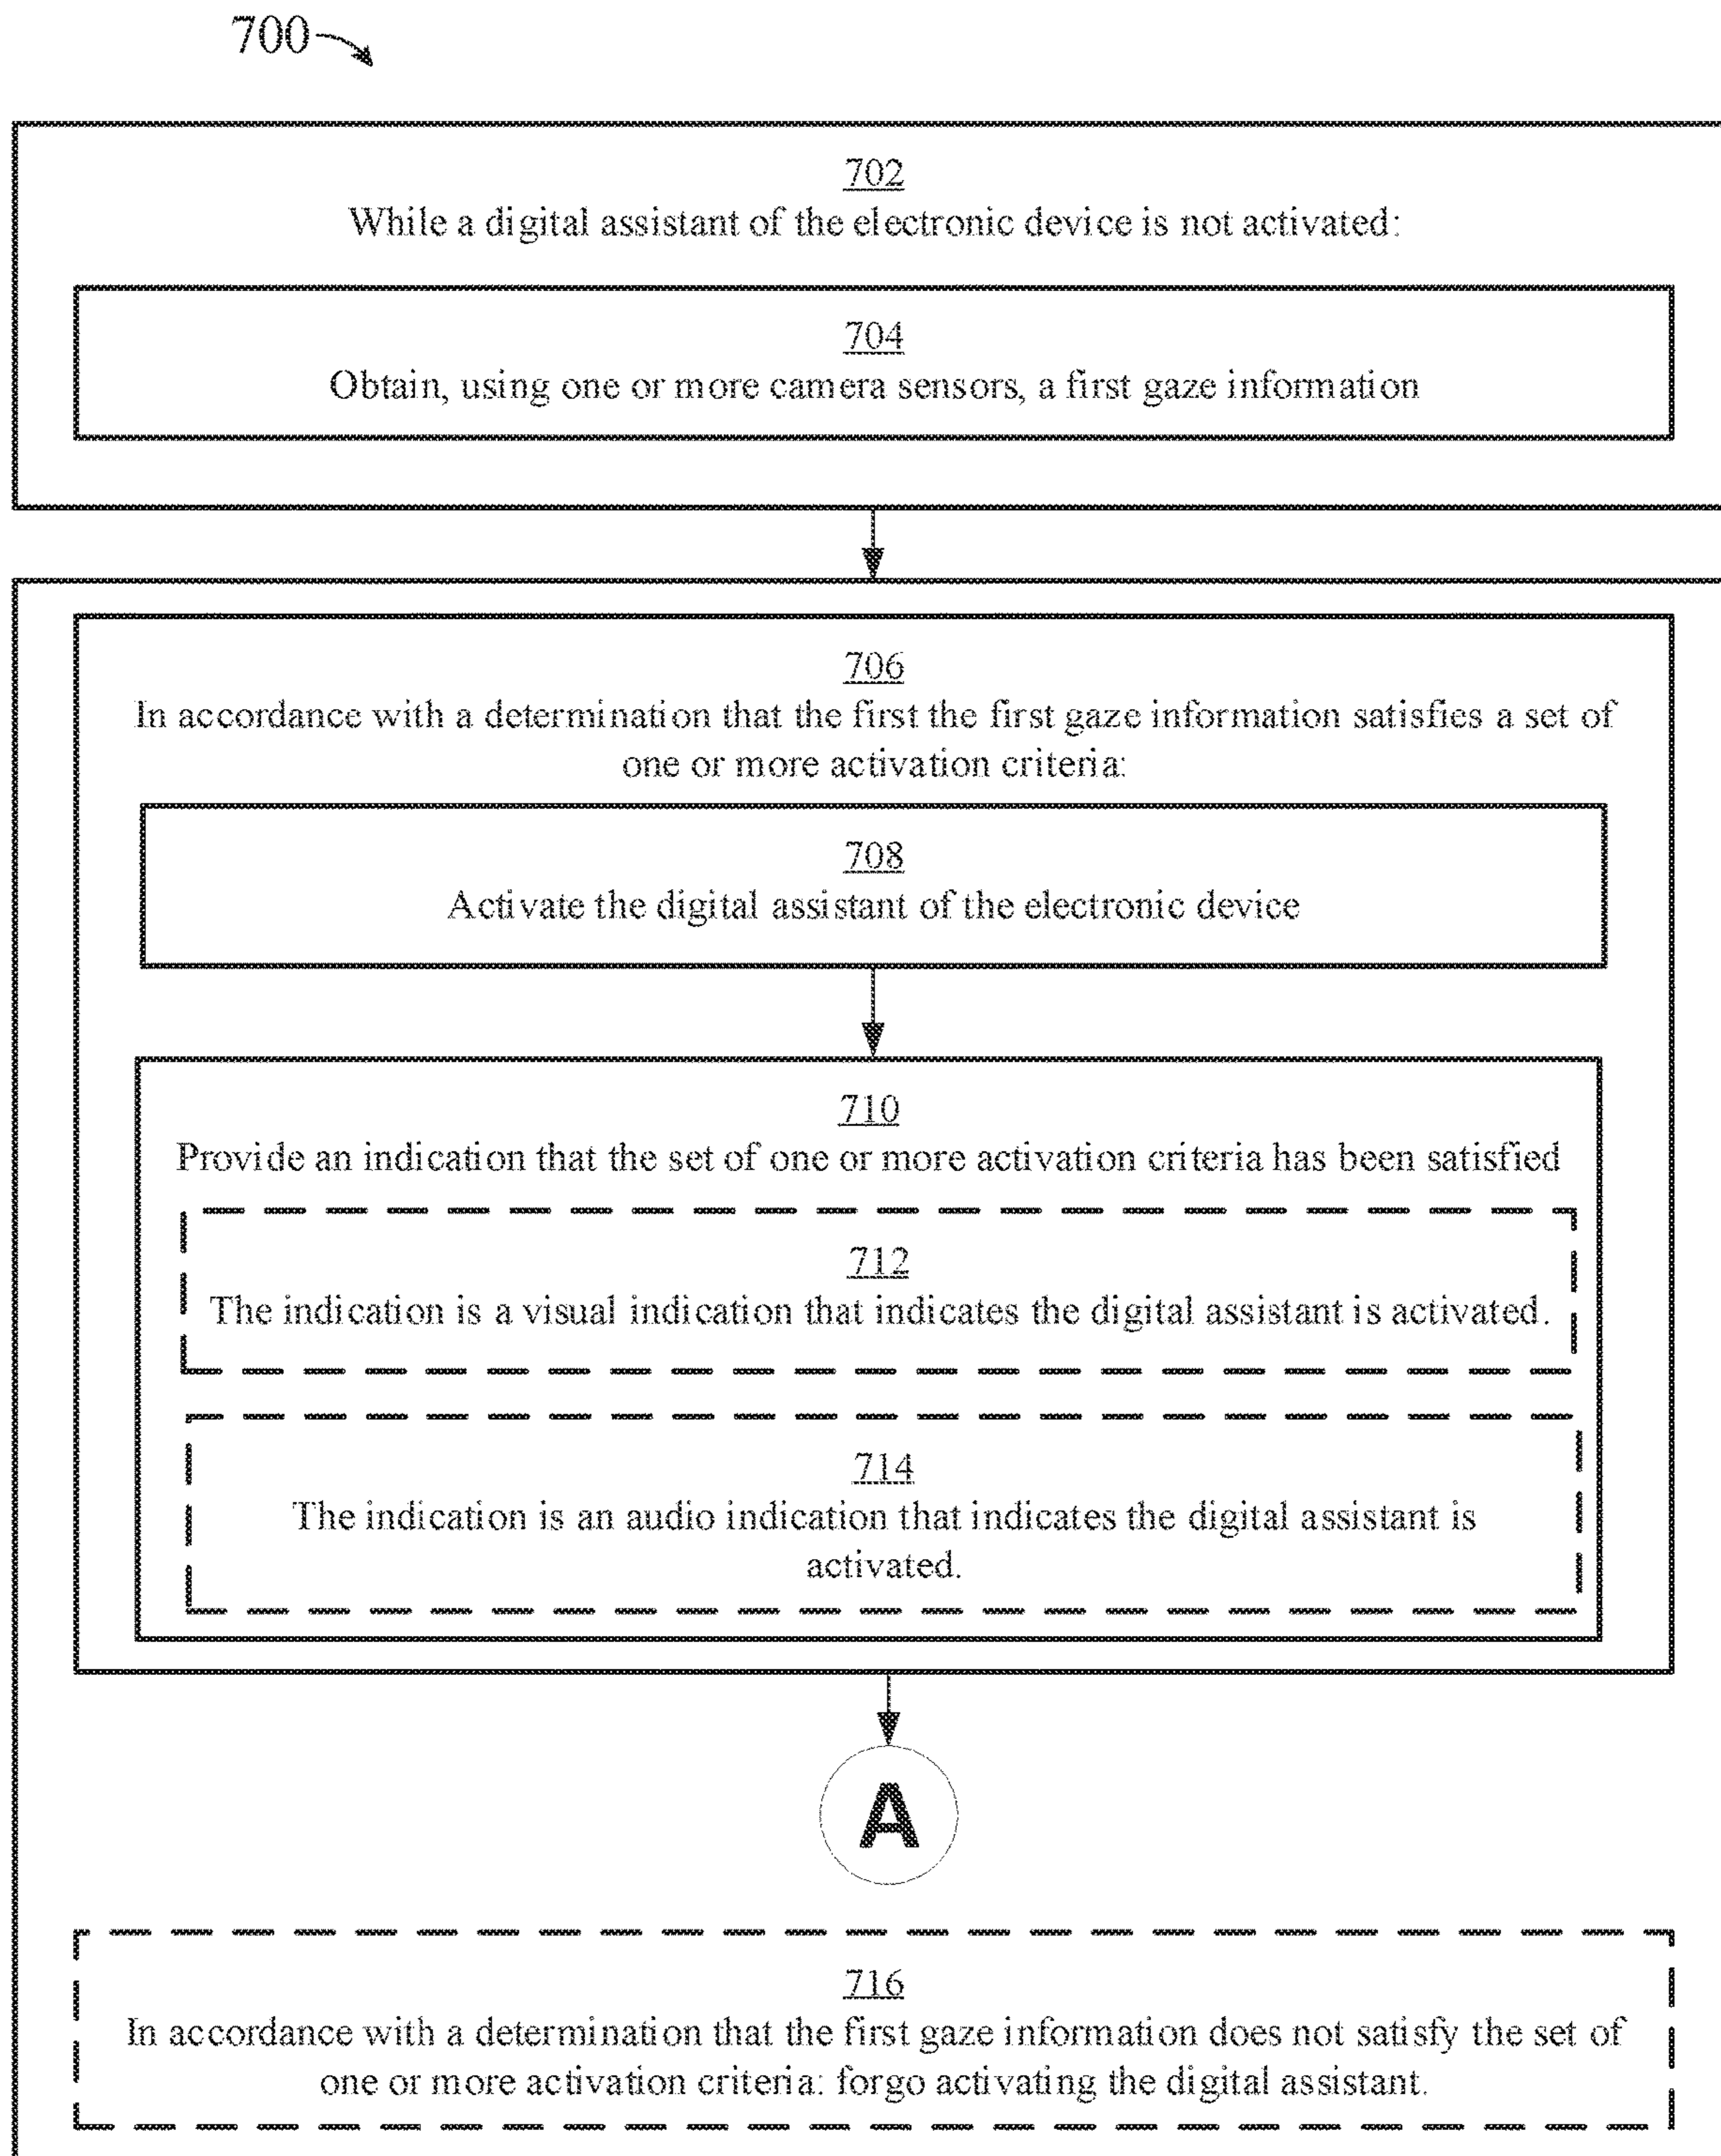 700
702
While a digital assistant of the electronic device is not activated:
704
Obtain, using one or more camera sensors, a first gaze information
706
In accordance with a determination that the first the first gaze information satisfies a set of
one or more activation criteria:
708
Activate the digital assistant of the electronic device
710
Provide an indication that the set of one or more activation criteria has been satisfied
712
The indication is a visual indication that indicates the digital assistant is activated.
714
The indication is an audio indication that indicates the digital assistant is
activated.
A
716
In accordance with a determination that the first gaze information does not satisfy the set of
one or more activation criteria: forgo activating the digital assistant.